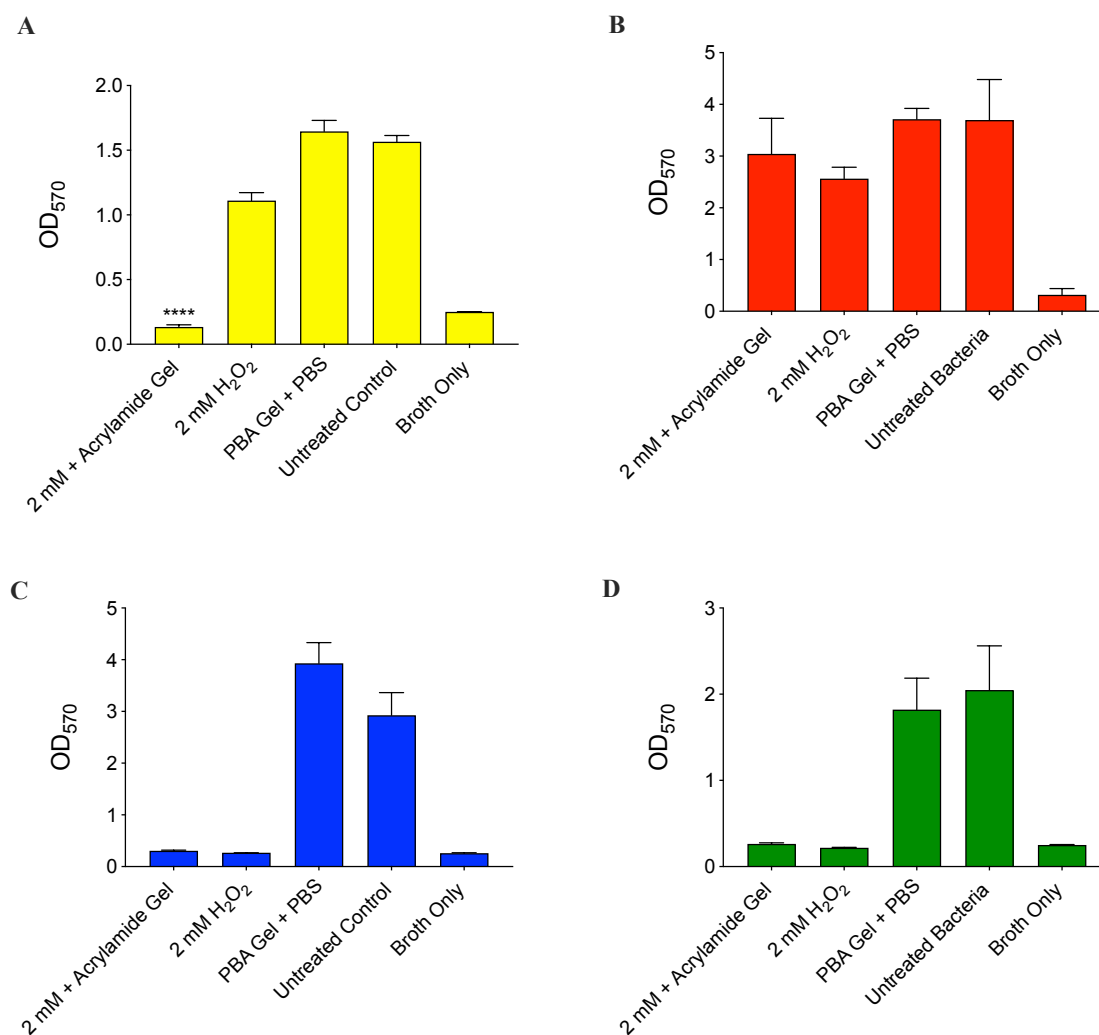 A
OD570
2.0
1.5
1.0
0.5
0.0
****
2 mM + Acrylamide Gel
2 mM H2O2
PBA Gel + PBS
Untreated Control
Broth Only
B
OD570
5
4
3
2
1
0
2 mM + Acrylamide Gel
2 mM H2O2
PBA Gel + PBS
Untreated Bacteria
Broth Only
C
OD570
5
4
3
2
1
0
2 mM + Acrylamide Gel
2 mM H2O2
PBA Gel + PBS
Untreated Control
Broth Only
D
OD570
3
2
1
0
2 mM + Acrylamide Gel
2 mM H2O2
PBA Gel + PBS
Untreated Bacteria
Broth Only